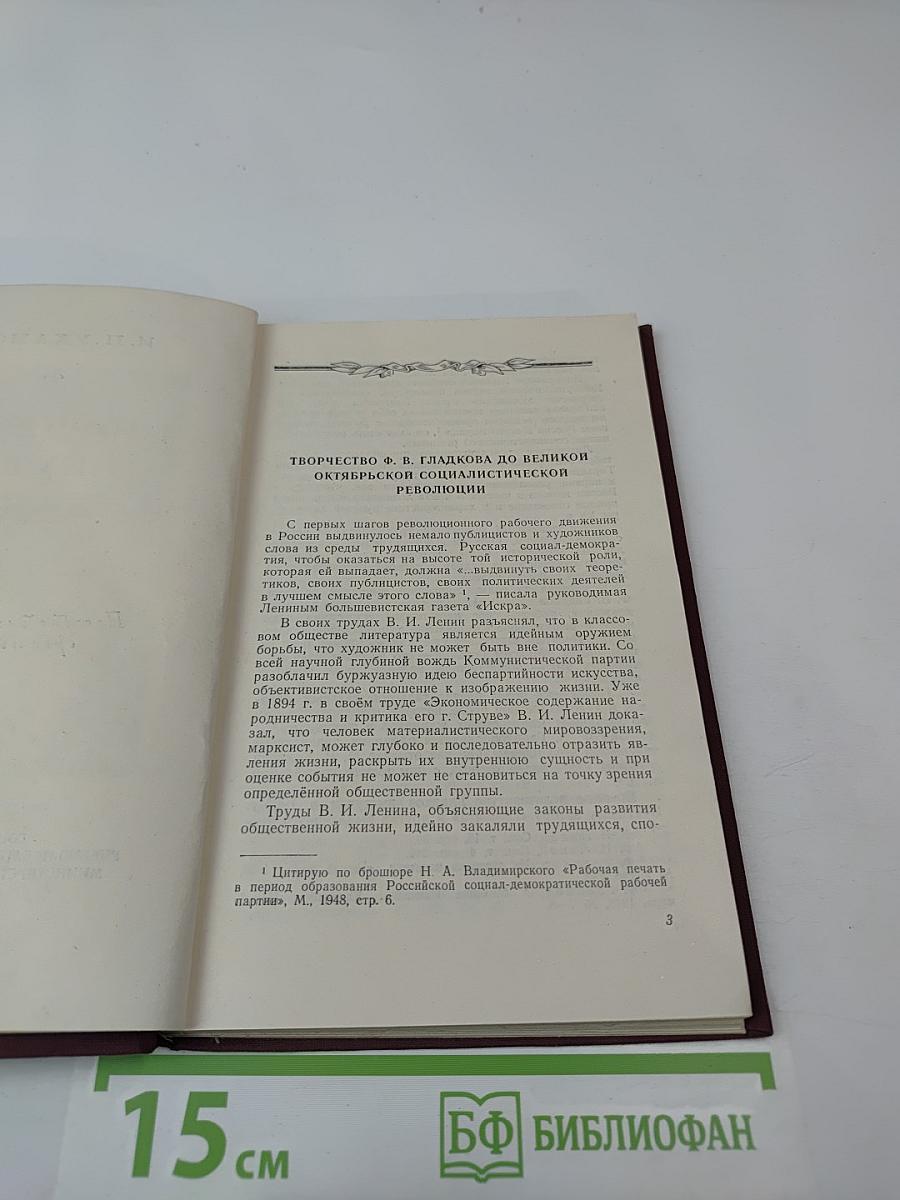 ТВОРЧЕСТВО Ф. В. ГЛАДКОВА ДО ВЕЛИКОЙ
ОКТЯБРЬСКОЙ СОЦИАЛИСТИЧЕСКОЙ
РЕВОЛЮЦИИ
С первых шагов революционного рабочего движения
в России выдвинулось немало публицистов и художников
слова из среды трудящихся. Русская социал-демокра-
тия, чтобы оказаться на высоте той исторической роли,
которая ей выпадает, должна «...выдвинуть своих теоре-
тиков, своих публицистов, своих политических деятелей
в лучшем смысле этого слова» ¹, — писала руководимая
Лениным большевистская газета «Искра».
В своих трудах В. И. Ленин разъяснял, что в классо-
вом обществе литература является идейным оружием
борьбы, что художник не может быть вне политики. Со
всей научной глубиной вождь Коммунистической партии
разоблачил буржуазную идею беспартийности искусства,
объективистское отношение к изображению жизни. Уже
в 1894 г. в своём труде «Экономическое содержание на-
родничества и критика его г. Струве» В. И. Ленин дока-
зал, что человек материалистического мировоззрения,
марксист, может глубоко и последовательно отразить яв-
ления жизни, раскрыть их внутреннюю сущность и при
оценке события не может не становиться на точку зрения
определённой общественной группы.
Труды В. И. Ленина, объясняющие законы развития
общественной жизни, идейно закаляли трудящихся, спо-
¹ Цитирую по брошюре Н. А. Владимирского «Рабочая печать
в период образования Российской социал-демократической рабочей
партии», М., 1948, стр. 6.
3
15 см
БФ БИБЛИОФАН